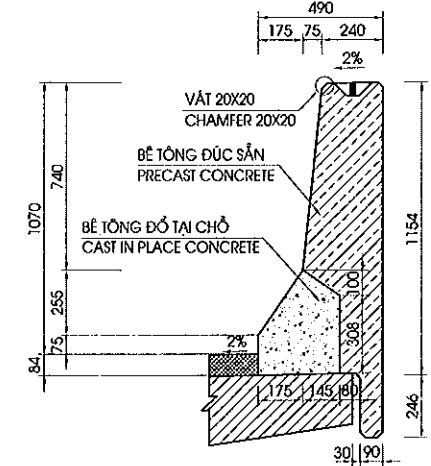 490
175 75 240
2%
VÁT 20X20
CHAMFER 20X20
BÊ TÔNG ĐÚC SẴN
PRECAST CONCRETE
BÊ TÔNG ĐỔ TẠI CHỖ
CAST IN PLACE CONCRETE
1070
740
255
75
84
1154
100
308
2%
175 145 80
246
30 90